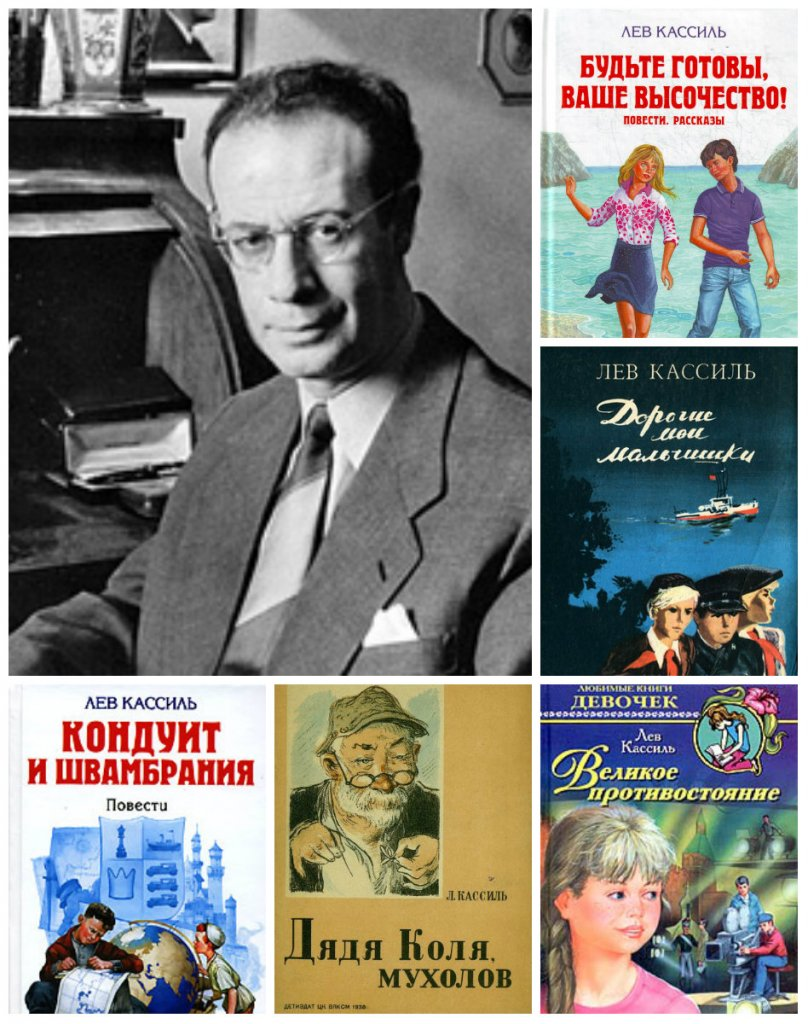 ЛЕВ КАССИЛЬ
БУДЬТЕ ГОТОВЫ,
ВАШЕ ВЫСОЧЕСТВО!
ПОВЕСТИ. РАССКАЗЫ
ЛЕВ КАССИЛЬ
Дорогие
мои
мальчишки
ЛЕВ КАССИЛЬ
КОНДУИТ
И ШВАМБРАНИЯ
Повести
Л. КАССИЛЬ
Дядя Коля,
МУХОЛОВ
ДЕТИЗДАТ ЦК ВЛКСМ 1938
ЛЮБИМЫЕ КНИГИ
ДЕВОЧЕК
Лев
Кассиль
Великое
противостояние